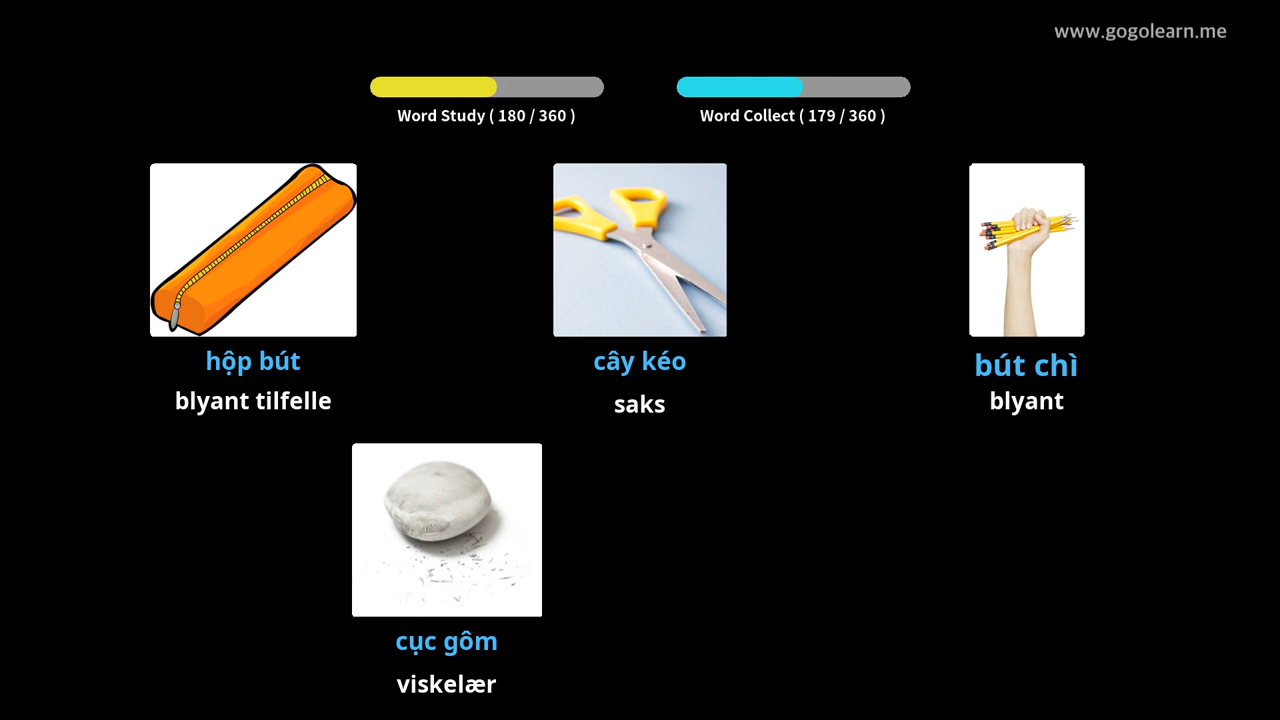 www.gogolearn.me
Word Study ( 180 / 360 )
Word Collect ( 179 / 360 )
hộp bút
blyant tilfelle
cây kéo
saks
bút chì
blyant
cục gôm
viskelær